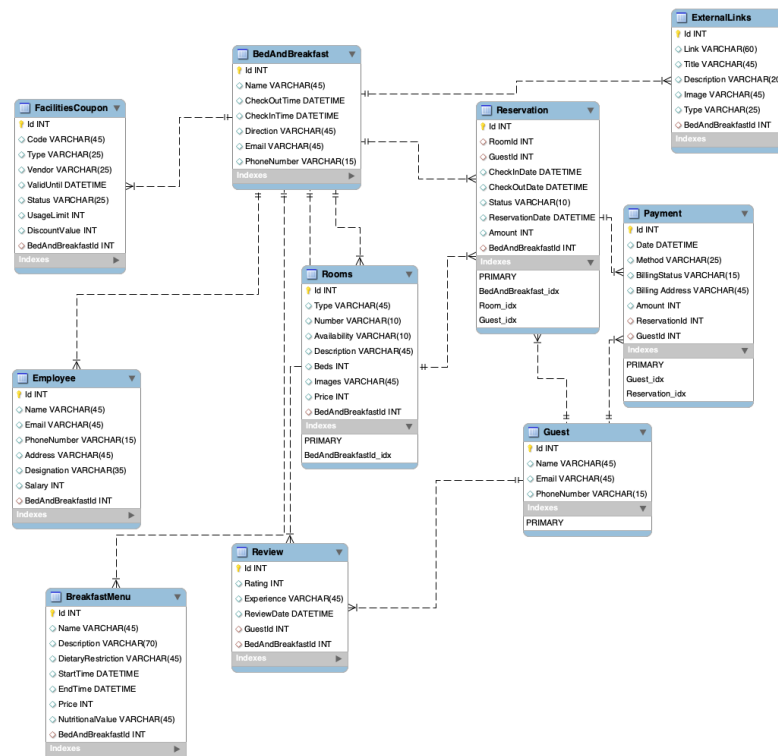 BedAndBreakfast
Id INT
Name VARCHAR(45)
CheckOutTime DATETIME
CheckInTime DATETIME
Direction VARCHAR(45)
Email VARCHAR(45)
PhoneNumber VARCHAR(15)
Indexes
ExternalLinks
Id INT
Link VARCHAR(60)
Title VARCHAR(45)
Description VARCHAR(20
Image VARCHAR(45)
Type VARCHAR(25)
BedAndBreakfastId INT
Indexes
FacilitiesCoupon
Id INT
Code VARCHAR(45)
Type VARCHAR(25)
Vendor VARCHAR(25)
ValidUntil DATETIME
Status VARCHAR(25)
UsageLimit INT
DiscountValue INT
BedAndBreakfastId INT
Indexes
Reservation
Id INT
RoomId INT
GuestId INT
CheckInDate DATETIME
CheckOutDate DATETIME
Status VARCHAR(10)
ReservationDate DATETIME
Amount INT
BedAndBreakfastId INT
Indexes
PRIMARY
BedAndBreakfast_idx
Room_idx
Guest_idx
Payment
Id INT
Date DATETIME
Method VARCHAR(25)
BillingStatus VARCHAR(15)
Billing Address VARCHAR(45)
Amount INT
ReservationId INT
GuestId INT
Indexes
PRIMARY
Guest_idx
Reservation_idx
Rooms
Id INT
Type VARCHAR(45)
Number VARCHAR(10)
Availability VARCHAR(10)
Description VARCHAR(45)
Beds INT
Images VARCHAR(45)
Price INT
BedAndBreakfastId INT
Indexes
PRIMARY
BedAndBreakfastId_idx
Employee
Id INT
Name VARCHAR(45)
Email VARCHAR(45)
PhoneNumber VARCHAR(15)
Address VARCHAR(45)
Designation VARCHAR(35)
Salary INT
BedAndBreakfastId INT
Indexes
Guest
Id INT
Name VARCHAR(45)
Email VARCHAR(45)
PhoneNumber VARCHAR(15)
Indexes
PRIMARY
Review
Id INT
Rating INT
Experience VARCHAR(45)
ReviewDate DATETIME
GuestId INT
BedAndBreakfastId INT
Indexes
BreakfastMenu
Id INT
Name VARCHAR(45)
Description VARCHAR(70)
DietaryRestriction VARCHAR(45)
StartTime DATETIME
EndTime DATETIME
Price INT
NutritionalValue VARCHAR(45)
BedAndBreakfastId INT
Indexes